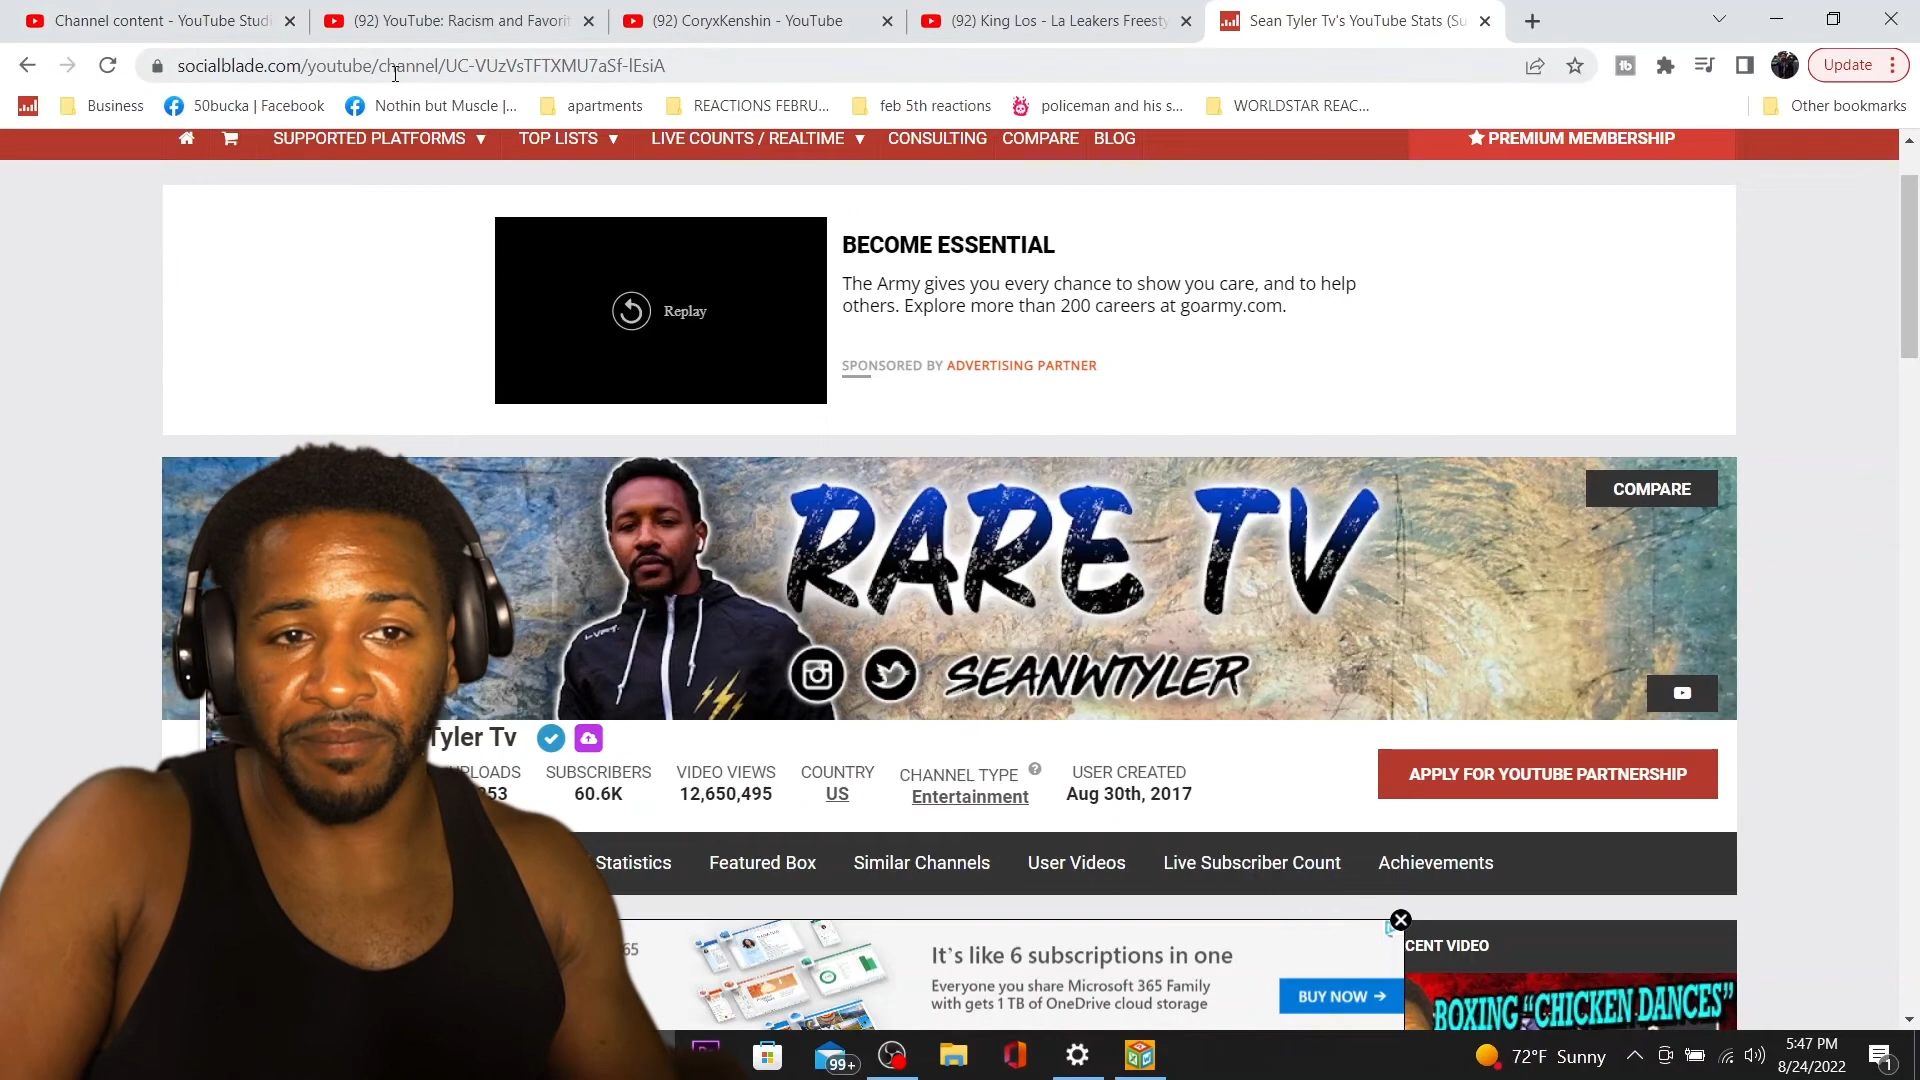 Channel content - YouTube Studi
(92) YouTube: Racism and Favorit
(92) CoryxKenshin - YouTube
(92) King Los - La Leakers Freesty
Sean Tyler Tv's YouTube Stats (Su
socialblade.com/youtube/channel/UC-VUzVsTFTXMU7aSf-lEsiA
Update
Business
50bucka | Facebook
Nothin but Muscle |...
apartments
REACTIONS FEBRU...
feb 5th reactions
policeman and his s...
WORLDSTAR REAC...
Other bookmarks
SUPPORTED PLATFORMS ▼
TOP LISTS ▼
LIVE COUNTS / REALTIME ▼
CONSULTING
COMPARE
BLOG
PREMIUM MEMBERSHIP
Replay
BECOME ESSENTIAL
The Army gives you every chance to show you care, and to help
others. Explore more than 200 careers at goarmy.com.
SPONSORED BY ADVERTISING PARTNER
COMPARE
RARE TV
SEANWTYLER
Tyler Tv
UPLOADS
SUBSCRIBERS
60.6K
VIDEO VIEWS
12,650,495
COUNTRY
US
CHANNEL TYPE
Entertainment
USER CREATED
Aug 30th, 2017
APPLY FOR YOUTUBE PARTNERSHIP
Statistics
Featured Box
Similar Channels
User Videos
Live Subscriber Count
Achievements
65
It's like 6 subscriptions in one
Everyone you share Microsoft 365 Family
with gets 1 TB of OneDrive cloud storage
BUY NOW →
CENT VIDEO
BOXING "CHICKEN DANCES"
99+
72°F Sunny
5:47 PM
8/24/2022
1